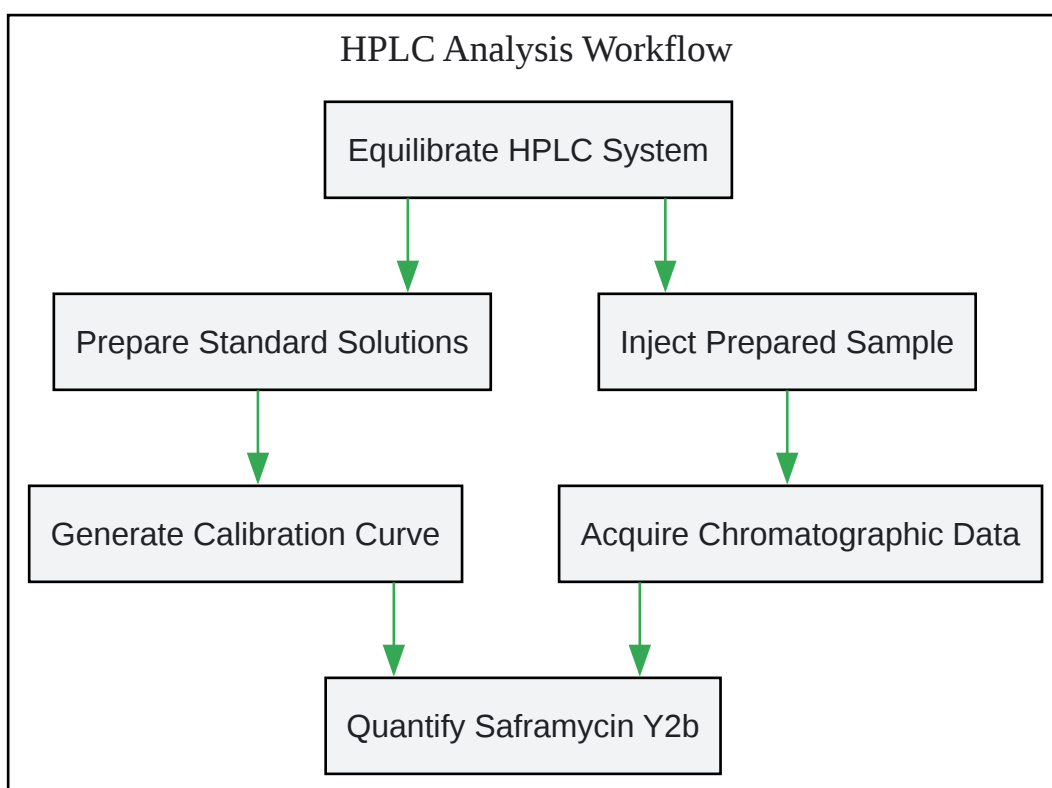 HPLC Analysis Workflow
Equilibrate HPLC System
Prepare Standard Solutions
Inject Prepared Sample
Generate Calibration Curve
Acquire Chromatographic Data
Quantify Saframycin Y2b